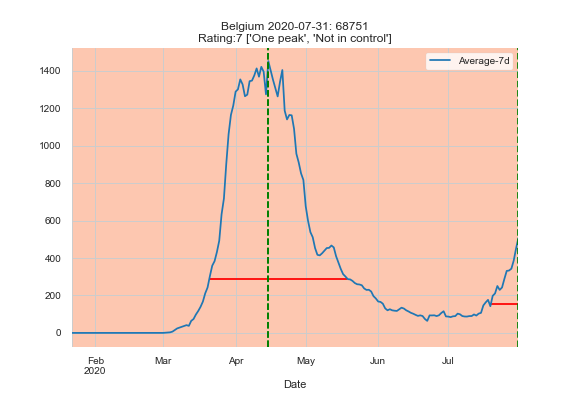 Belgium 2020-07-31: 68751
Rating:7 ['One peak', 'Not in control']
Average-7d
1400
1200
1000
800
600
400
200
0
Feb
2020
Mar
Apr
May
Jun
Jul
Date